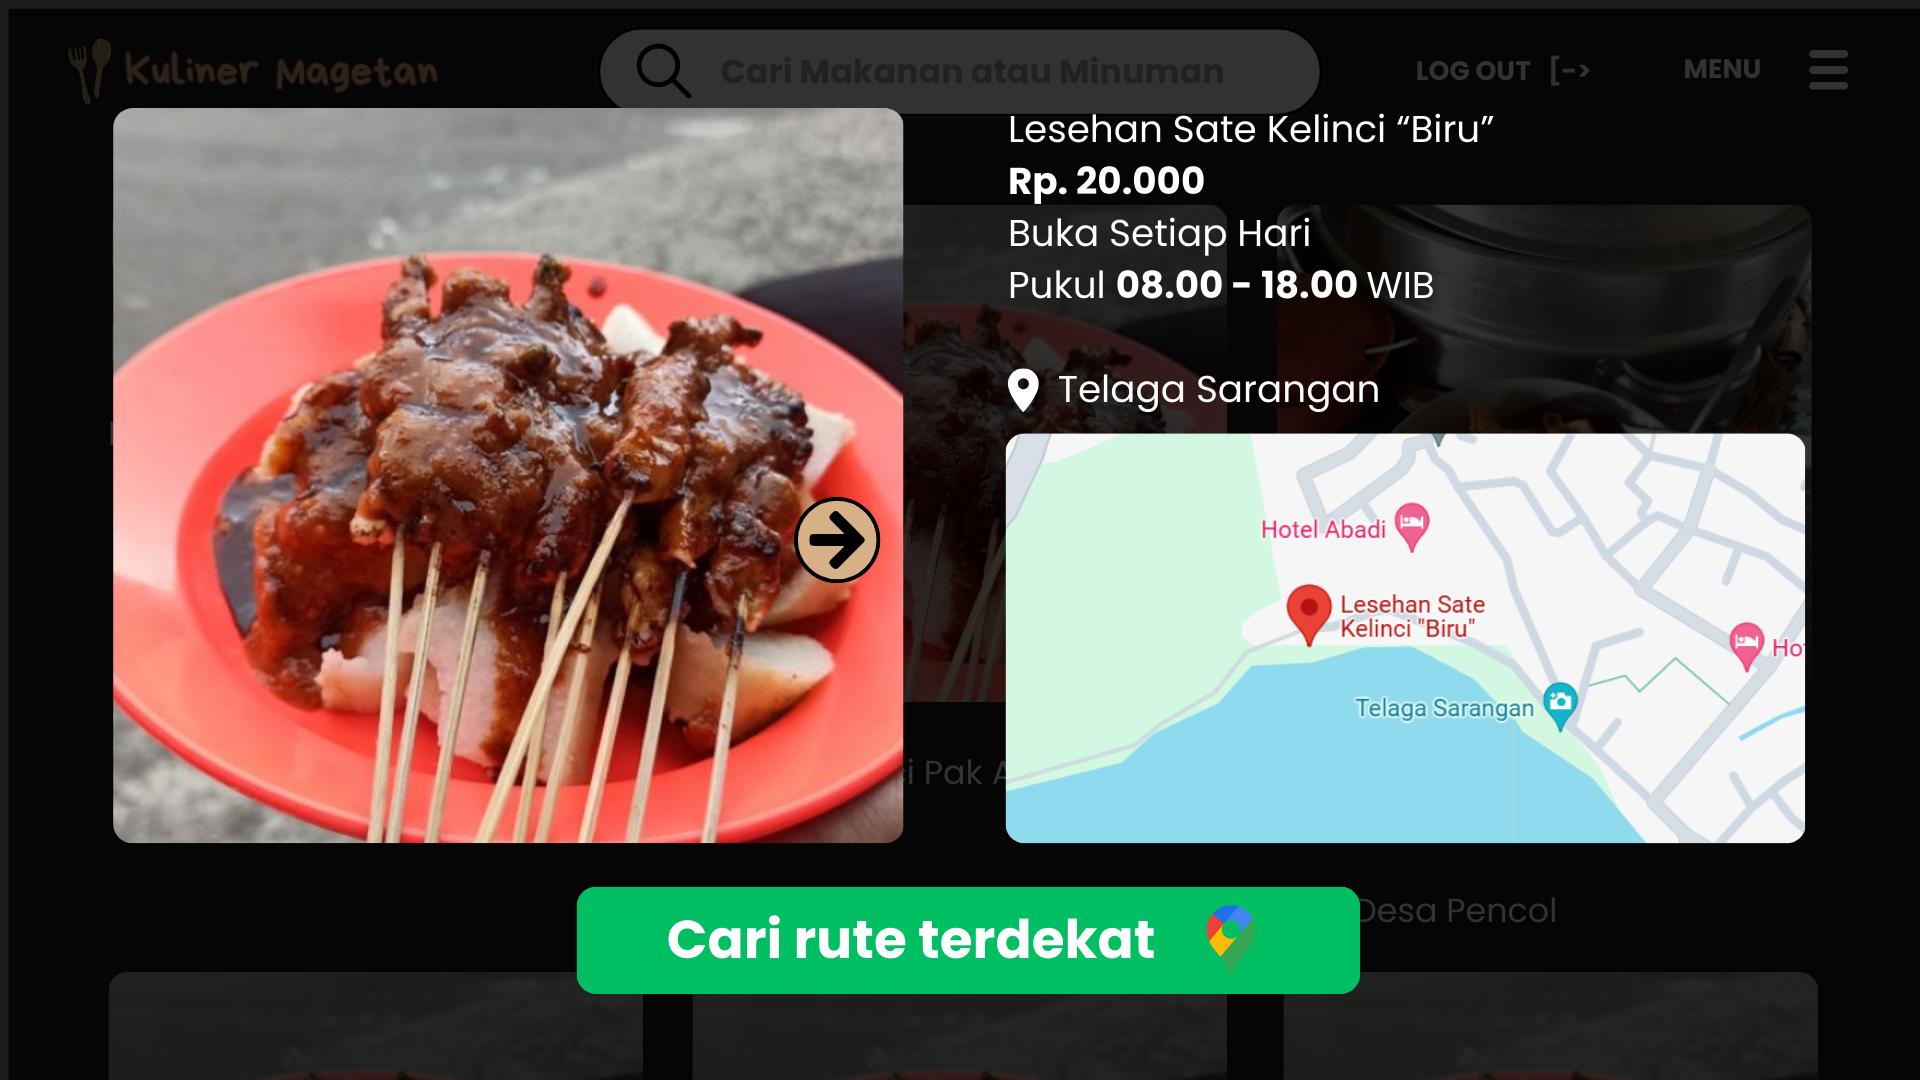 Kuliner Magetan
Cari Makanan atau Minuman
LOG OUT [->
MENU
Lesehan Sate Kelinci “Biru”
Rp. 20.000
Buka Setiap Hari
Pukul 08.00 - 18.00 WIB
Telaga Sarangan
Hotel Abadi
Lesehan Sate
Kelinci "Biru"
Hot
Telaga Sarangan
i Pak A
Cari rute terdekat
Desa Pencol